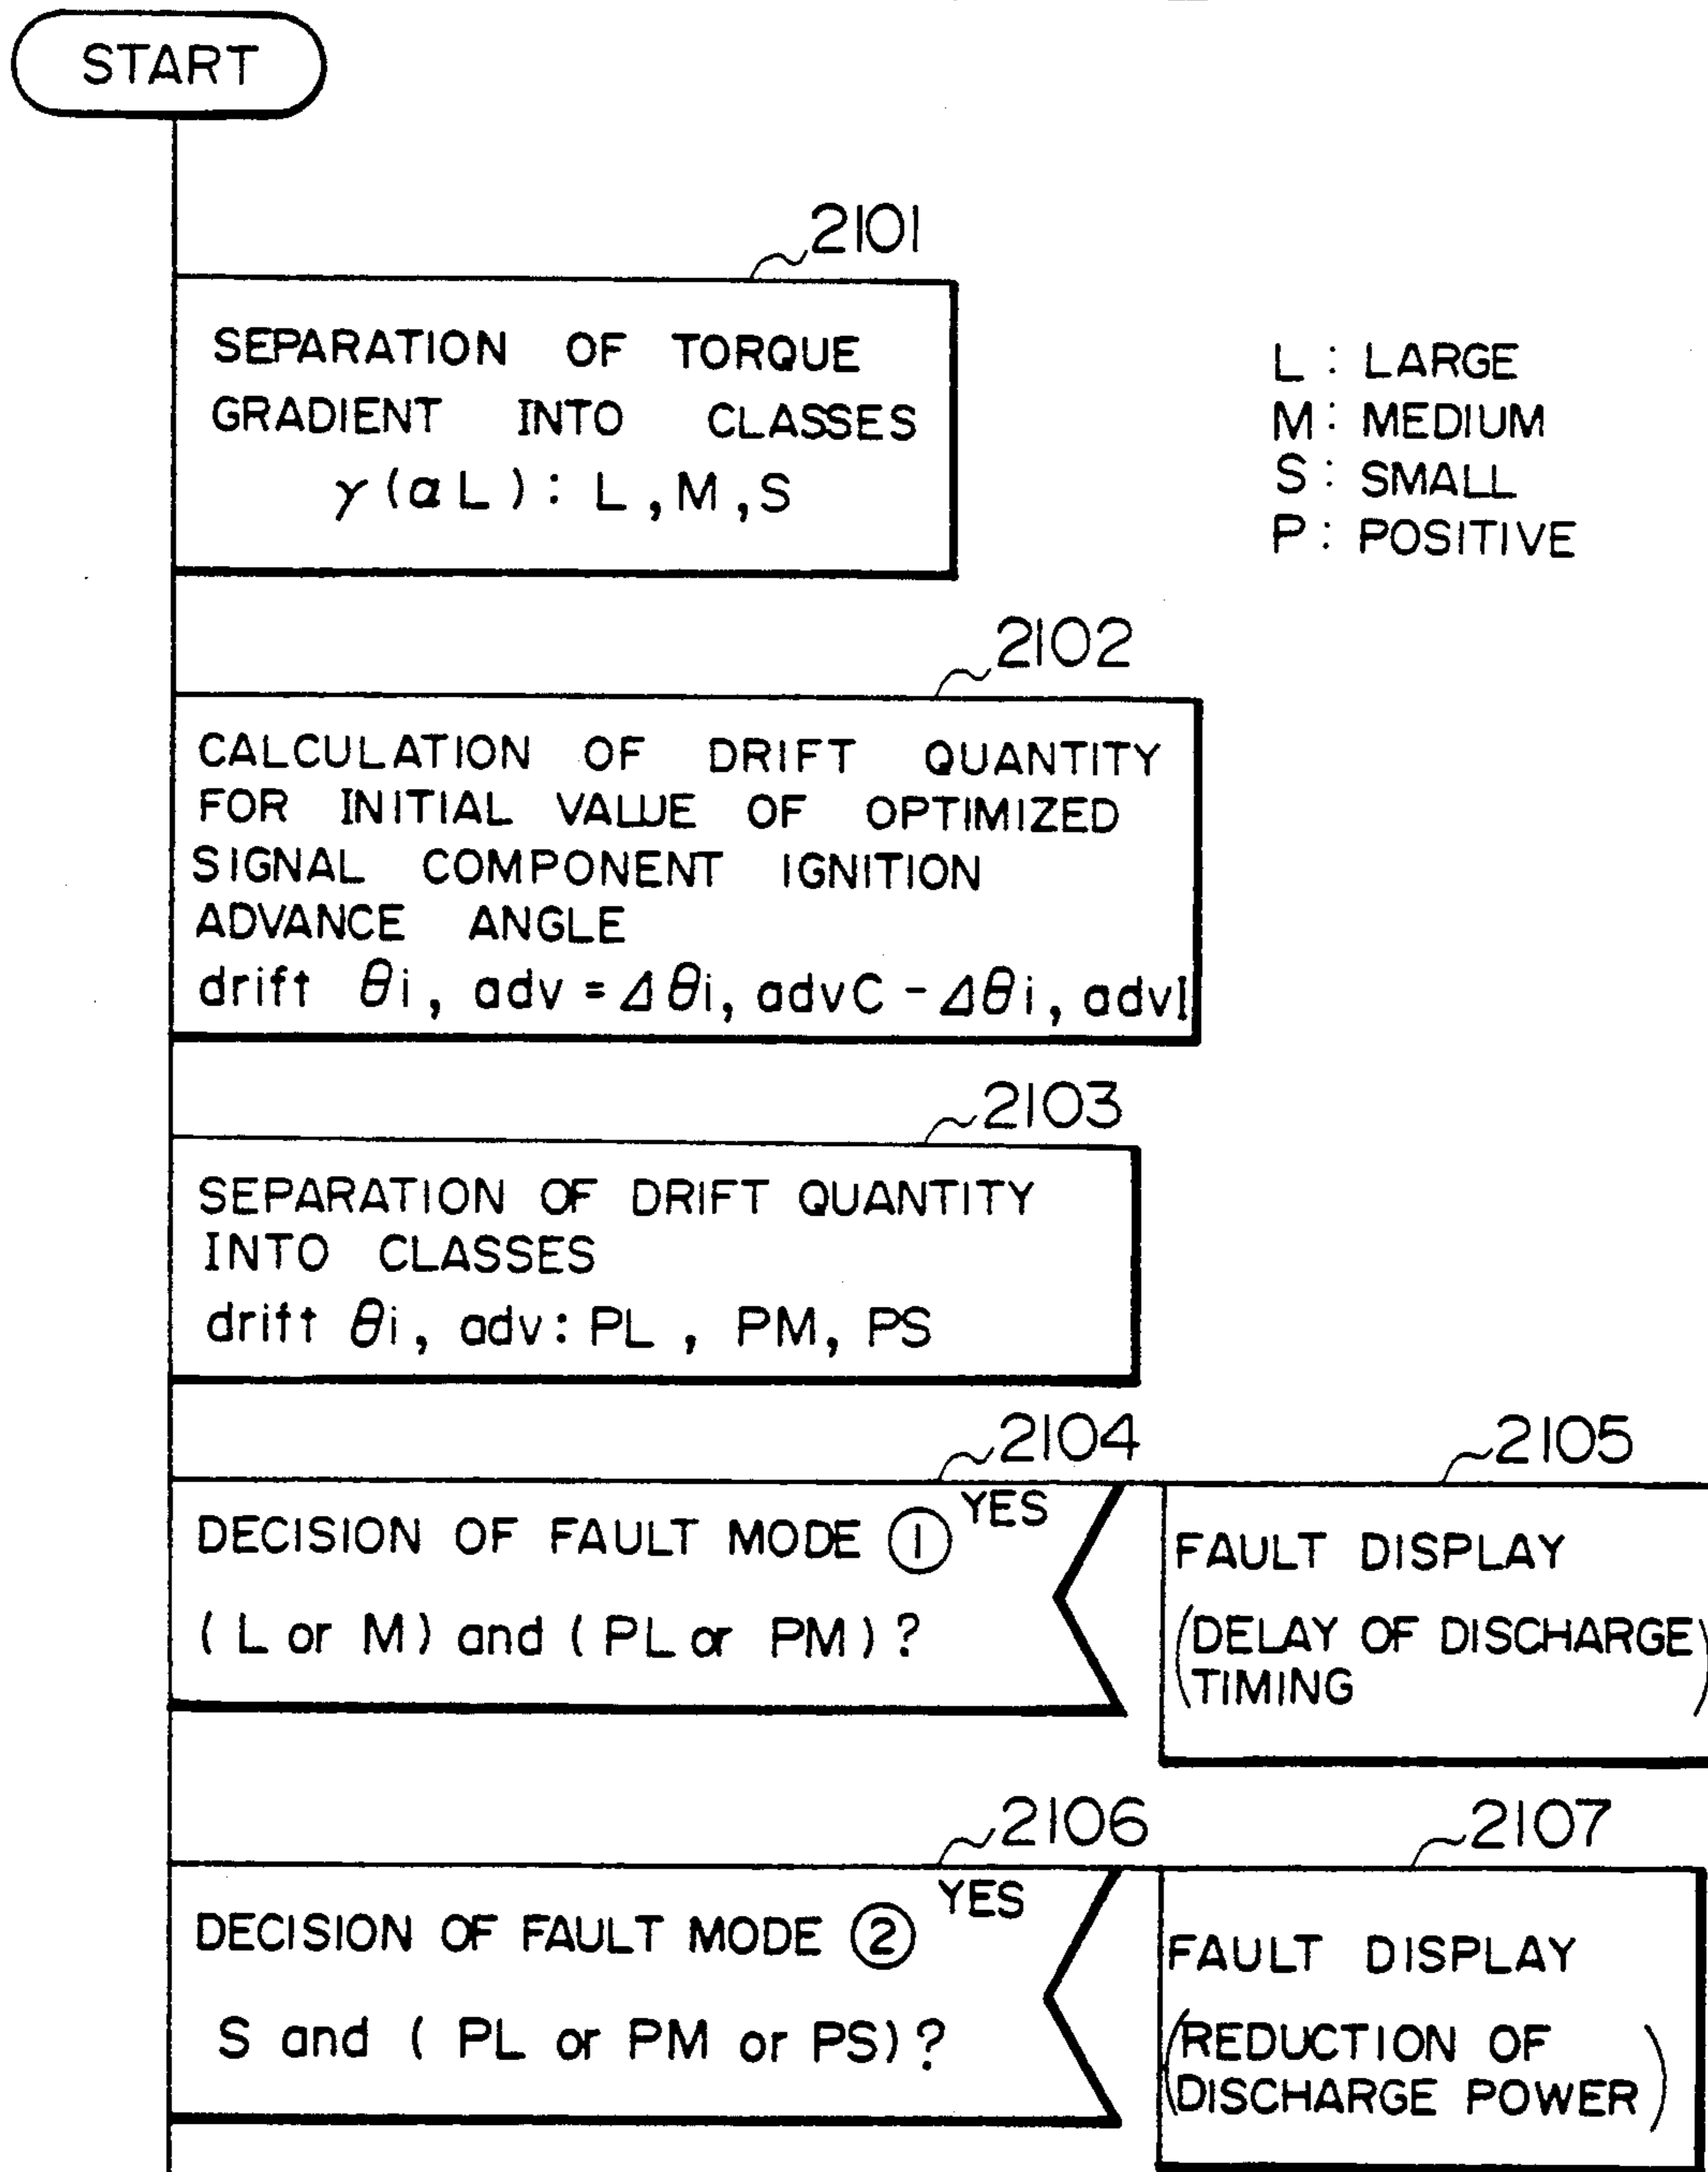 START
2101
SEPARATION OF TORQUE
GRADIENT INTO CLASSES
γ(αL): L, M, S
L : LARGE
M : MEDIUM
S : SMALL
P : POSITIVE
2102
CALCULATION OF DRIFT QUANTITY
FOR INITIAL VALUE OF OPTIMIZED
SIGNAL COMPONENT IGNITION
ADVANCE ANGLE
drift θi, adv = Δθi, advC - Δθi, advI
2103
SEPARATION OF DRIFT QUANTITY
INTO CLASSES
drift θi, adv: PL, PM, PS
2104
YES
DECISION OF FAULT MODE ①
(L or M) and (PL or PM)?
2105
FAULT DISPLAY
(DELAY OF DISCHARGE
TIMING)
2106
YES
DECISION OF FAULT MODE ②
S and (PL or PM or PS)?
2107
FAULT DISPLAY
(REDUCTION OF
DISCHARGE POWER)